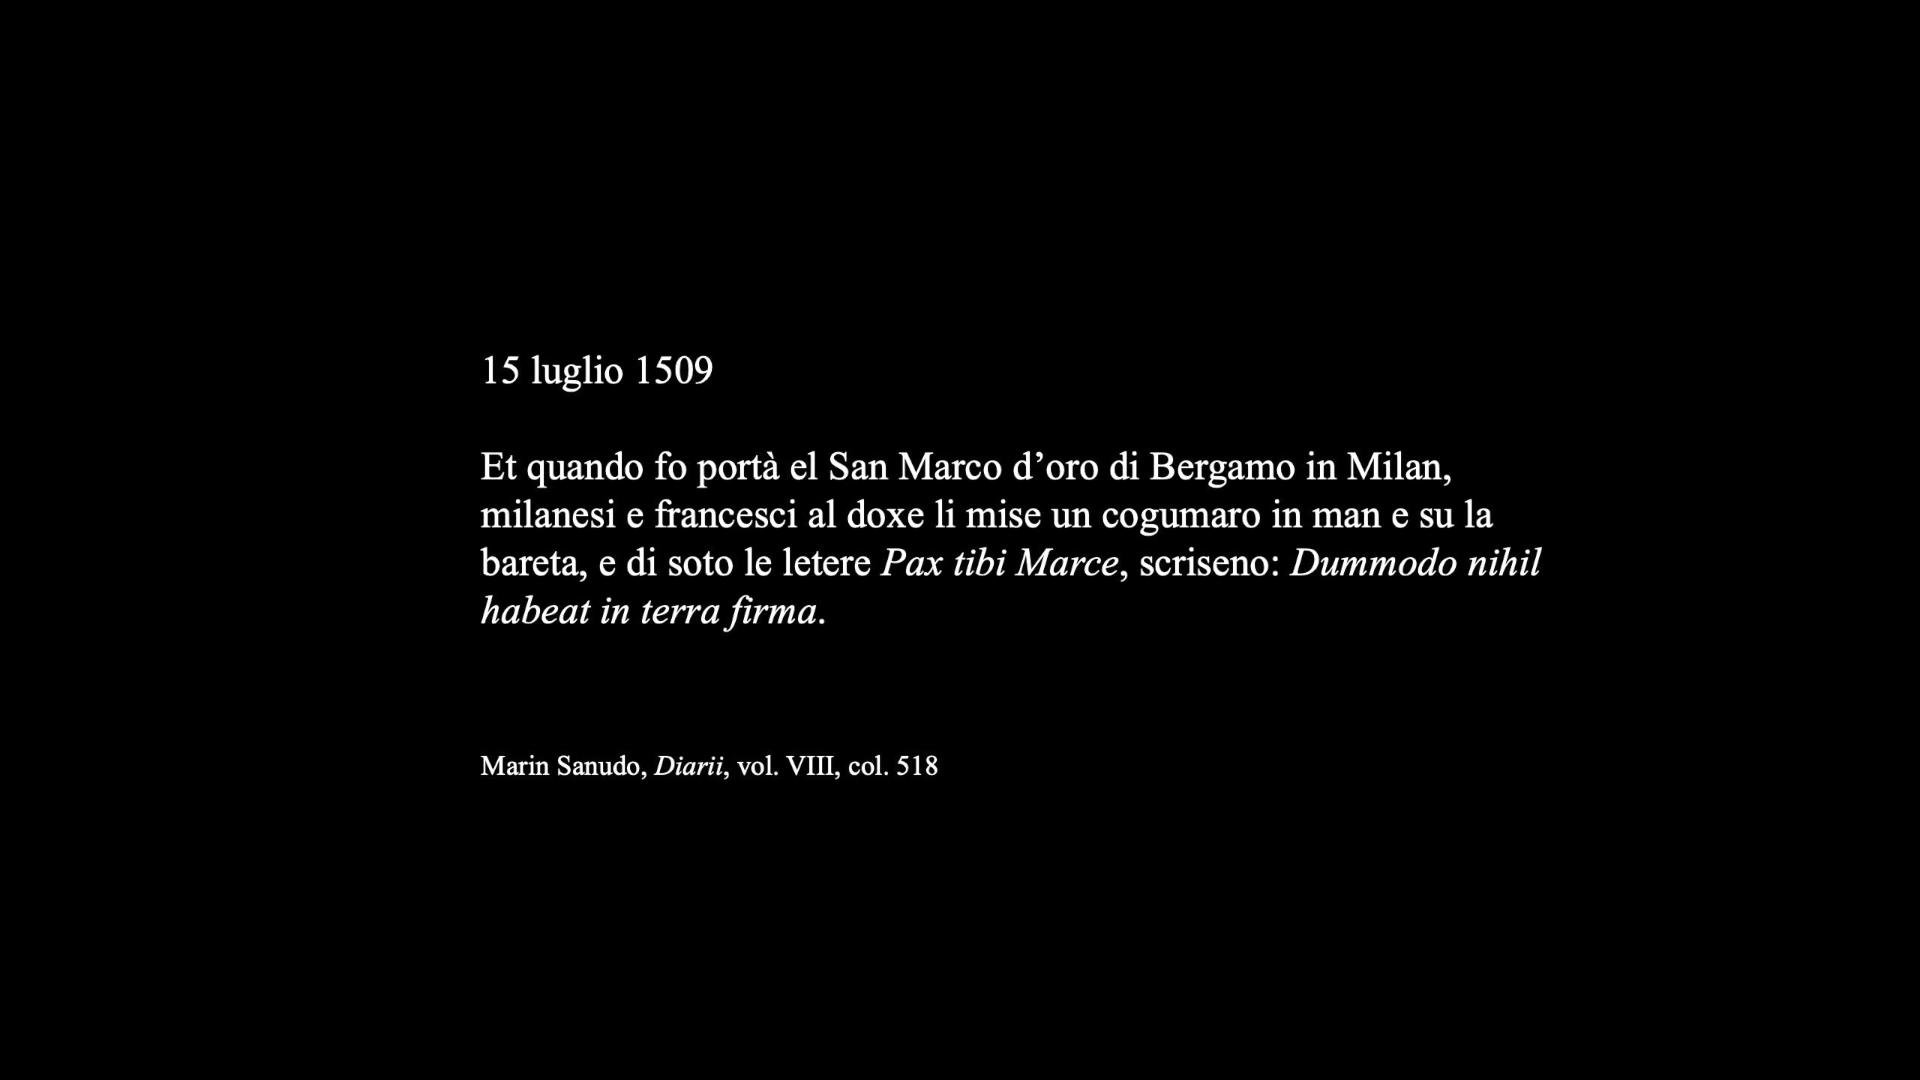 15 luglio 1509
Et quando fo portà el San Marco d’oro di Bergamo in Milan,
milanesi e francesci al doxe li mise un cogumaro in man e su la
bareta, e di soto le letere Pax tibi Marce, scriseno: Dummodo nihil
habeat in terra firma.
Marin Sanudo, Diarii, vol. VIII, col. 518